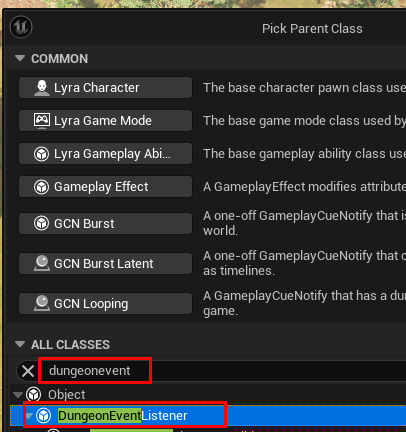 Pick Parent Class
COMMON
Lyra Character
The base character pawn class use
Lyra Game Mode
The base game mode class used by
Lyra Gameplay Abi...
The base gameplay ability class use
Gameplay Effect
A GameplayEffect modifies attribute
GCN Burst
A one-off GameplayCueNotify that is
world.
GCN Burst Latent
A one-off GameplayCueNotify that c
as timelines.
GCN Looping
A GameplayCueNotify that has a du
game.
ALL CLASSES
dungeonevent
Object
DungeonEventListener